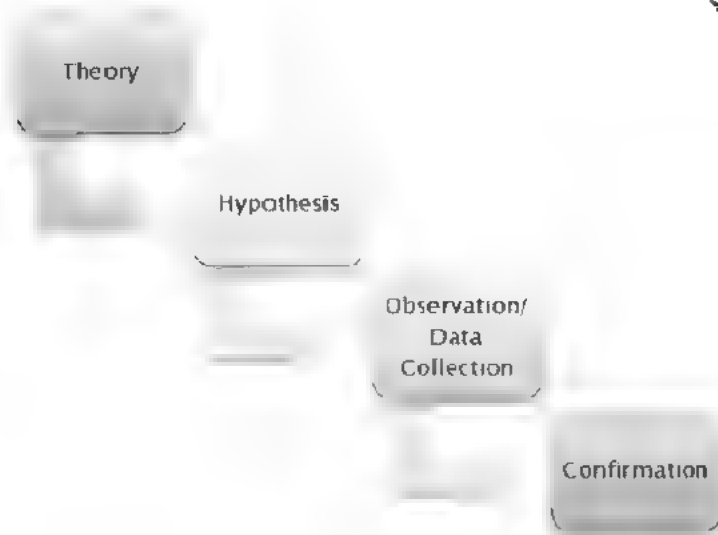 Theory
Hypothesis
Observation/
Data
Collection
Confirmation